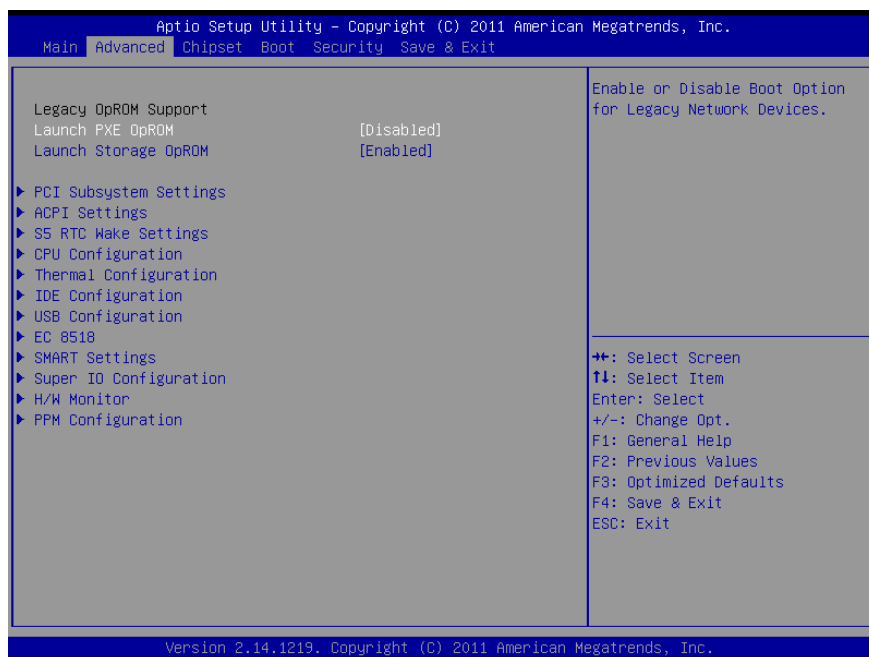 Aptio Setup Utility – Copyright (C) 2011 American Megatrends, Inc.
Main Advanced Chipset Boot Security Save & Exit
Legacy OpROM Support
Launch PXE OpROM [Disabled]
Launch Storage OpROM [Enabled]
PCI Subsystem Settings
ACPI Settings
S5 RTC Wake Settings
CPU Configuration
Thermal Configuration
IDE Configuration
USB Configuration
EC 8518
SMART Settings
Super IO Configuration
H/W Monitor
PPM Configuration
Enable or Disable Boot Option
for Legacy Network Devices.
→←: Select Screen
↑↓: Select Item
Enter: Select
+/-: Change Opt.
F1: General Help
F2: Previous Values
F3: Optimized Defaults
F4: Save & Exit
ESC: Exit
Version 2.14.1219. Copyright (C) 2011 American Megatrends, Inc.